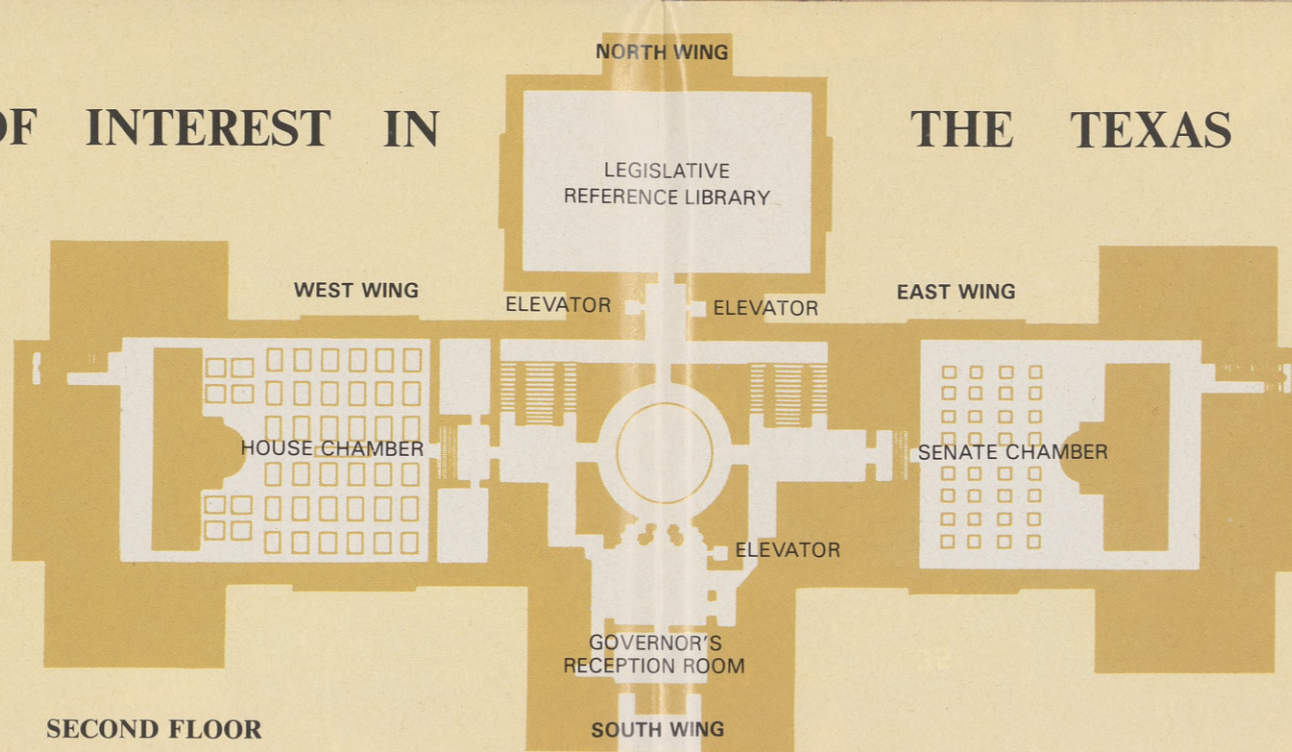 NORTH WING
OF INTEREST IN THE TEXAS
LEGISLATIVE
REFERENCE LIBRARY
WEST WING
EAST WING
ELEVATOR
ELEVATOR
HOUSE CHAMBER
SENATE CHAMBER
ELEVATOR
GOVERNOR'S
RECEPTION ROOM
SECOND FLOOR
SOUTH WING